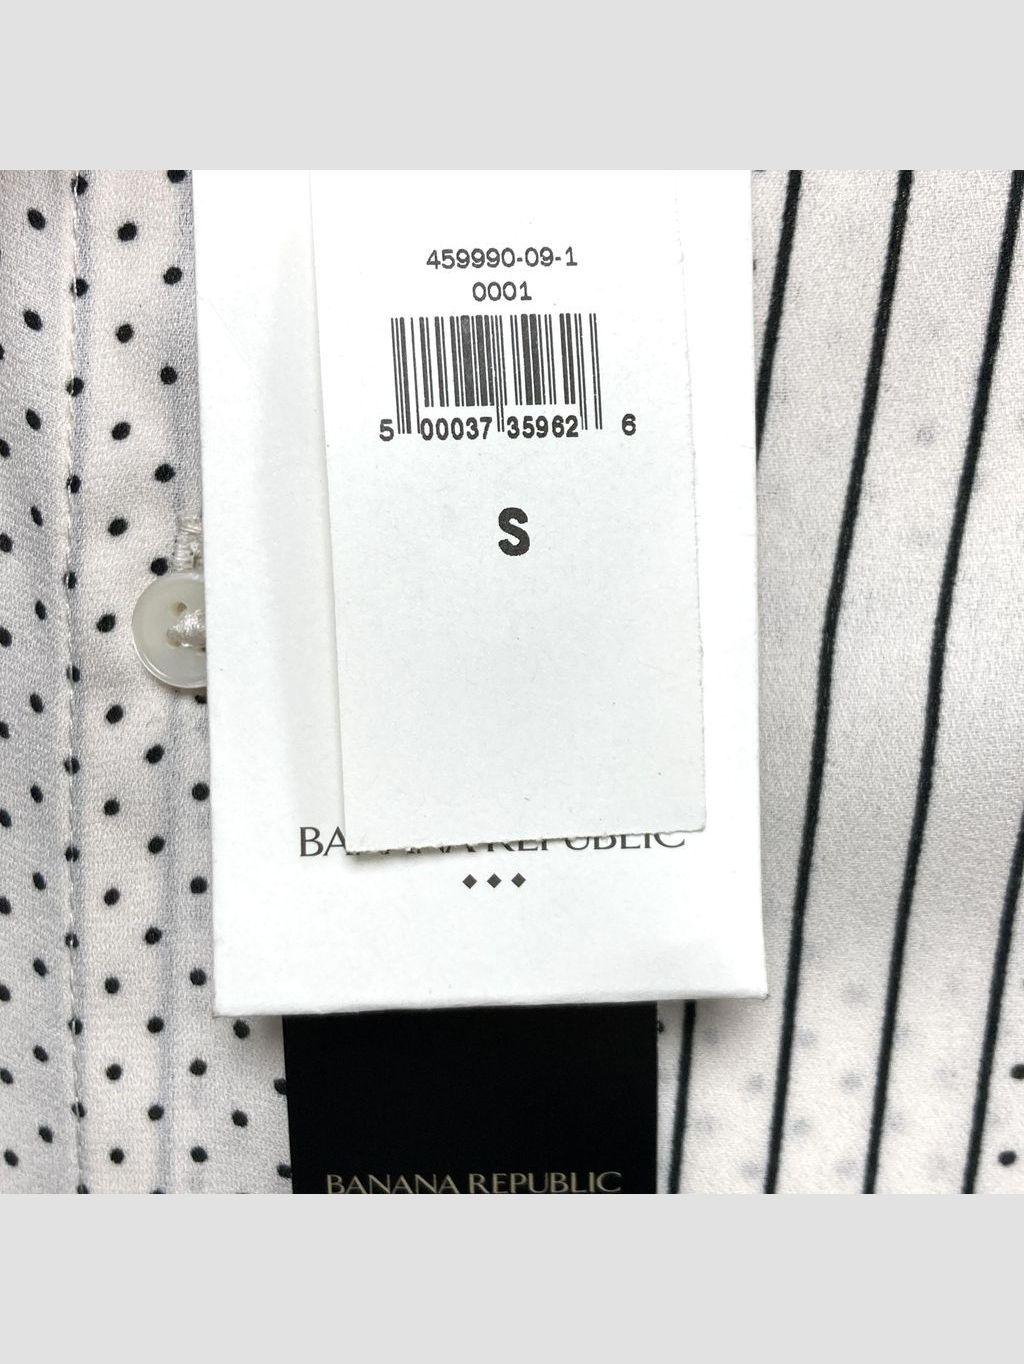 459990-09-1
0001
5 00037 35962 6
S
BANANA REPUBLIC
BANANA REPUBLIC